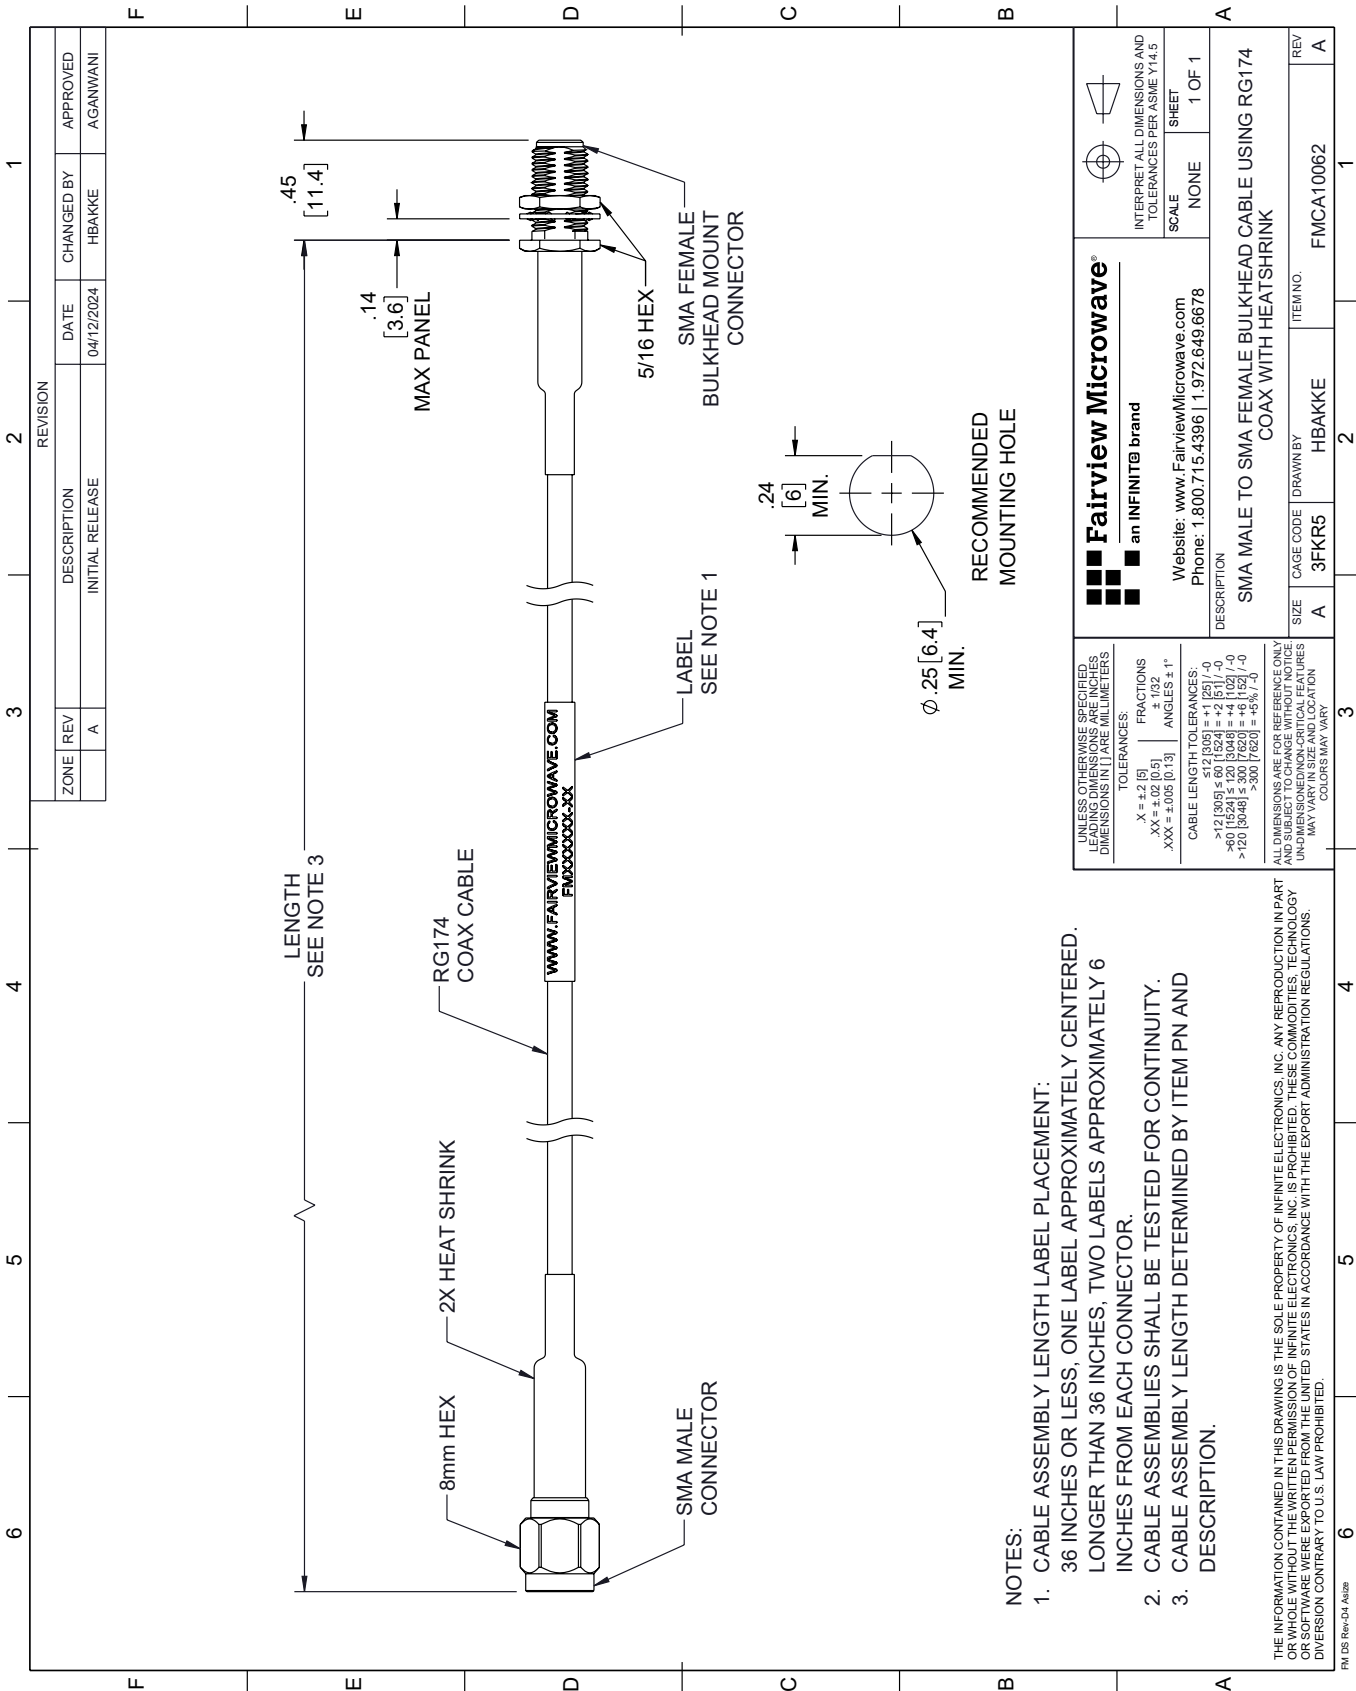 6
5
4
3
2
1
F
E
D
C
B
A
REVISION
ZONE
REV
DESCRIPTION
DATE
CHANGED BY
APPROVED
A
INITIAL RELEASE
04/12/2024
HBAKKE
AGANWANI
LENGTH
SEE NOTE 3
.45
[11.4]
.14
[3.6]
MAX PANEL
8mm HEX
2X HEAT SHRINK
RG174
COAX CABLE
WWW.FAIRVIEWMICROWAVE.COM
FMXXXXXX-XX
SMA MALE
CONNECTOR
LABEL
SEE NOTE 1
5/16 HEX
SMA FEMALE
BULKHEAD MOUNT
CONNECTOR
.24
[6]
MIN.
Ø.25 [6.4]
MIN.
RECOMMENDED
MOUNTING HOLE
NOTES:
1. CABLE ASSEMBLY LENGTH LABEL PLACEMENT:
36 INCHES OR LESS, ONE LABEL APPROXIMATELY CENTERED.
LONGER THAN 36 INCHES, TWO LABELS APPROXIMATELY 6
INCHES FROM EACH CONNECTOR.
2. CABLE ASSEMBLIES SHALL BE TESTED FOR CONTINUITY.
3. CABLE ASSEMBLY LENGTH DETERMINED BY ITEM PN AND
DESCRIPTION.
THE INFORMATION CONTAINED IN THIS DRAWING IS THE SOLE PROPERTY OF INFINITE ELECTRONICS, INC. ANY REPRODUCTION IN PART
OR WHOLE WITHOUT THE WRITTEN PERMISSION OF INFINITE ELECTRONICS, INC. IS PROHIBITED. THESE COMMODITIES, TECHNOLOGY
OR SOFTWARE WERE EXPORTED FROM THE UNITED STATES IN ACCORDANCE WITH THE EXPORT ADMINISTRATION REGULATIONS.
DIVERSION CONTRARY TO U.S. LAW PROHIBITED.
UNLESS OTHERWISE SPECIFIED
LEADING DIMENSIONS ARE INCHES
DIMENSIONS IN [ ] ARE MILLIMETERS
TOLERANCES:
.X = ±.2 [5]
.XX = ±.02 [0.5]
.XXX = ±.005 [0.13]
FRACTIONS
± 1/32
ANGLES ± 1°
CABLE LENGTH TOLERANCES:
≤12 [305] = +1 [25] / -0
>12 [305] ≤ 60 [1524] = +2 [51] / -0
>60 [1524] ≤ 120 [3048] = +4 [102] / -0
>120 [3048] ≤ 300 [7620] = +6 [152] / -0
>300 [7620] = +5% / -0
ALL DIMENSIONS ARE FOR REFERENCE ONLY
AND SUBJECT TO CHANGE WITHOUT NOTICE.
UN-DIMENSIONED/NON-CRITICAL FEATURES
MAY VARY IN SIZE AND LOCATION
COLORS MAY VARY
Fairview Microwave®
an INFINIT@ brand
Website: www.FairviewMicrowave.com
Phone: 1.800.715.4396 | 1.972.649.6678
INTERPRET ALL DIMENSIONS AND
TOLERANCES PER ASME Y14.5
SCALE
NONE
SHEET
1 OF 1
DESCRIPTION
SMA MALE TO SMA FEMALE BULKHEAD CABLE USING RG174
COAX WITH HEATSHRINK
SIZE
A
CAGE CODE
3FKR5
DRAWN BY
HBAKKE
ITEM NO.
FMCA10062
REV
A
F
E
D
C
B
A
6
5
4
3
2
1
FM DS Rev-D4 Asize